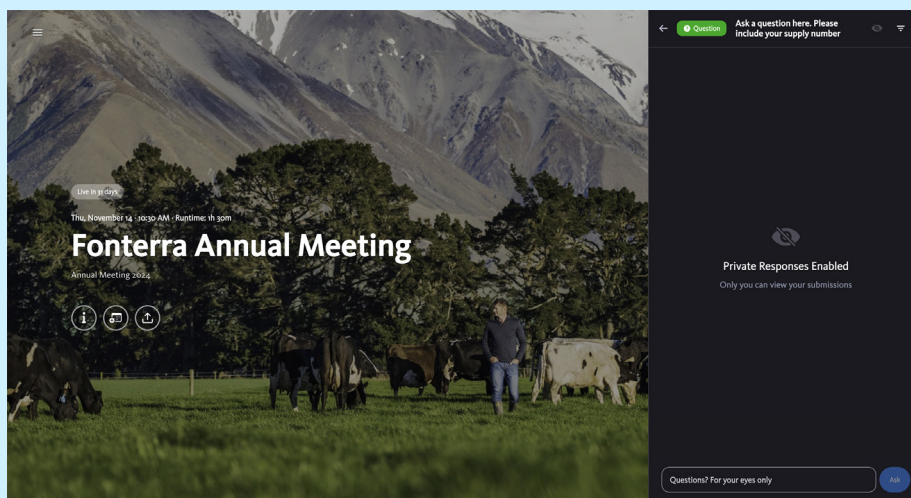 Question
Ask a question here. Please
include your supply number
Live in 31 days
Thu, November 14 · 10:30 AM · Runtime: 1h 30m
Fonterra Annual Meeting
Annual Meeting 2024
Private Responses Enabled
Only you can view your submissions
Questions? For your eyes only
Ask